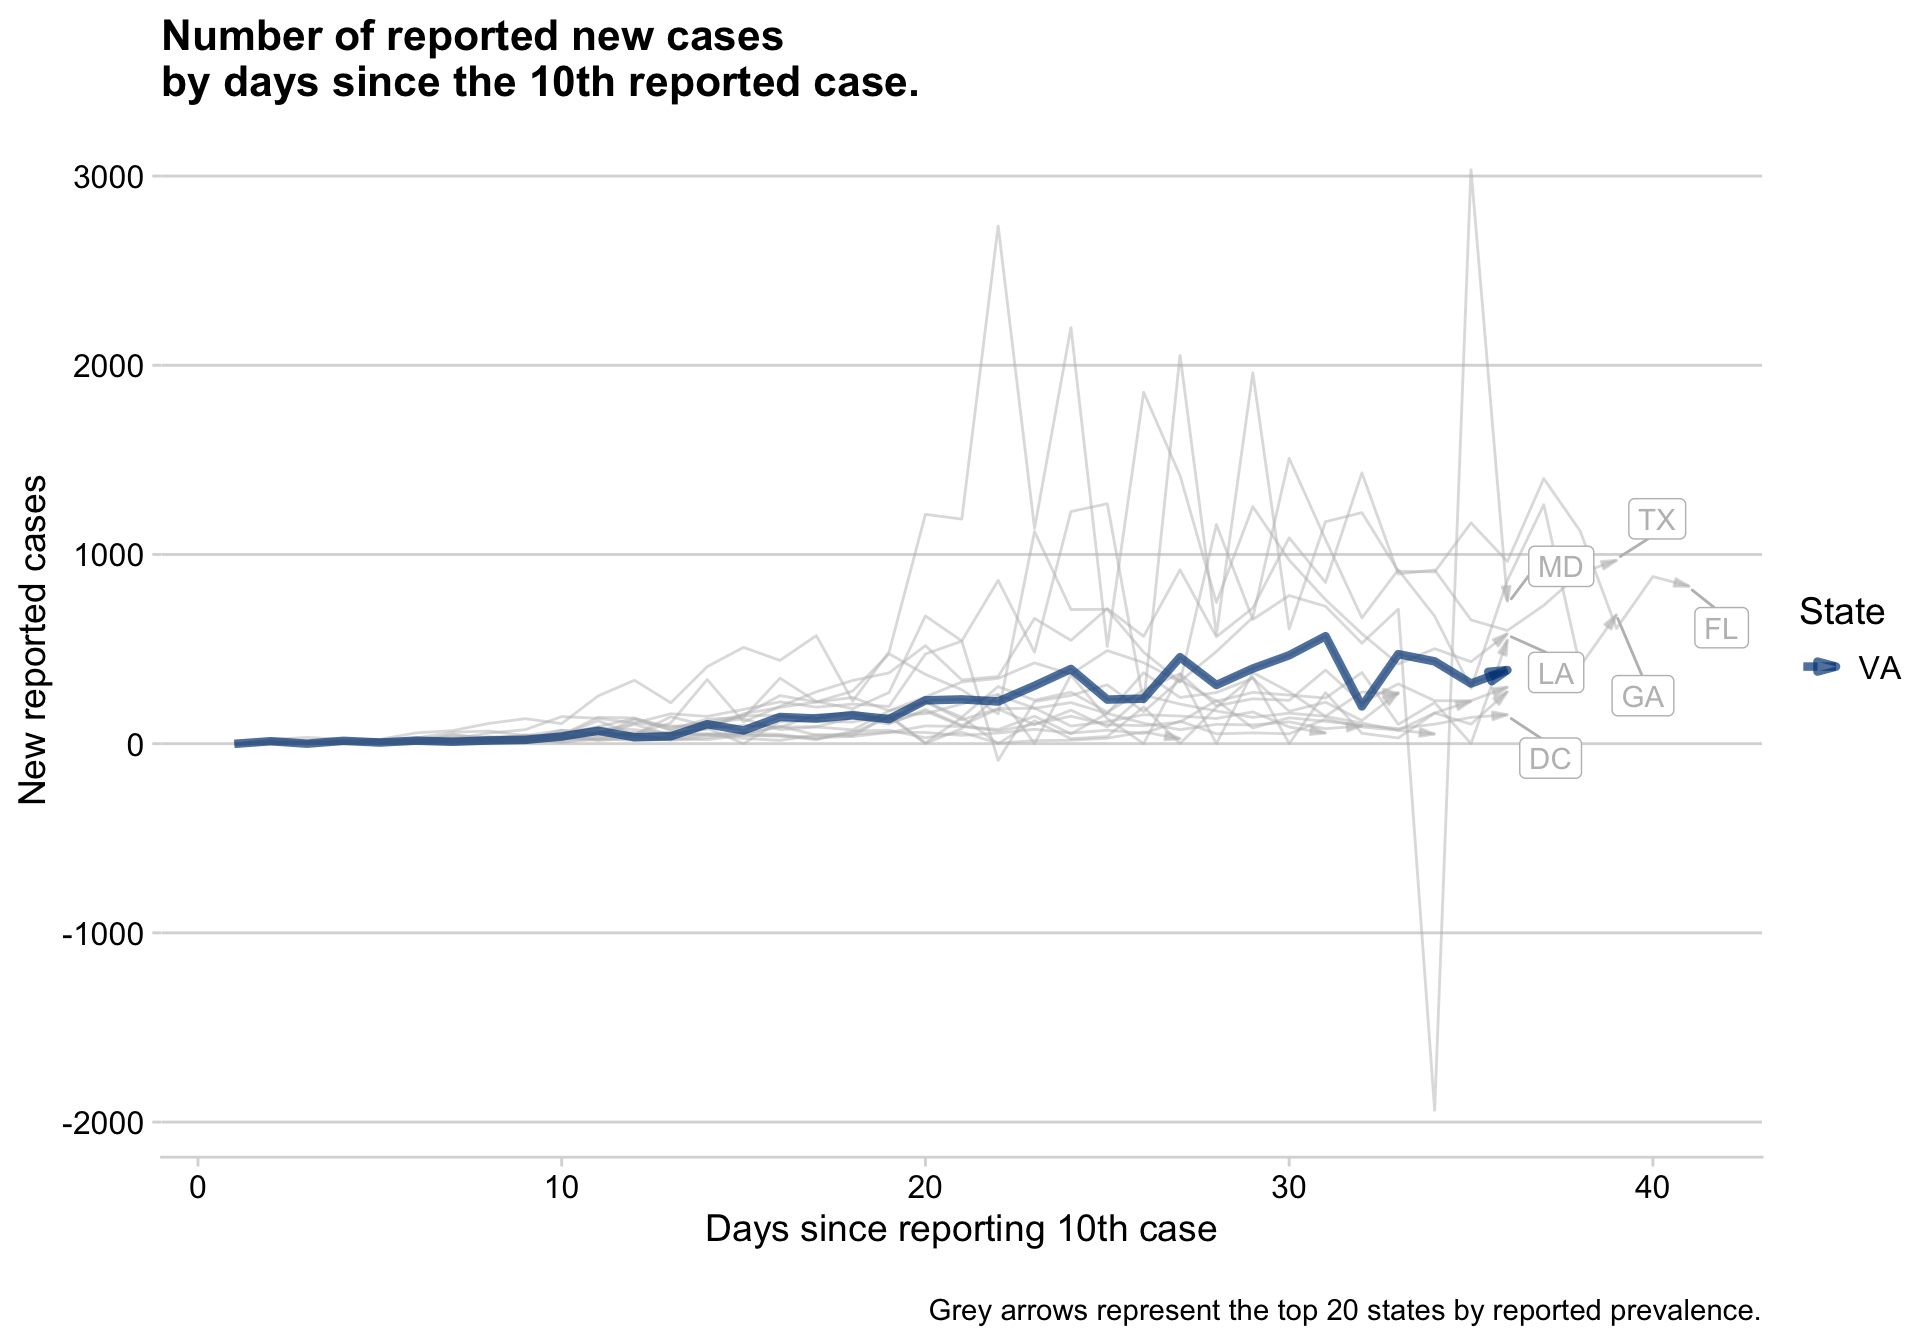 Number of reported new cases
by days since the 10th reported case.
New reported cases
3000
2000
1000
0
-1000
-2000
TX
MD
FL
LA
GA
DC
State
VA
0 10 20 30 40
Days since reporting 10th case
Grey arrows represent the top 20 states by reported prevalence.